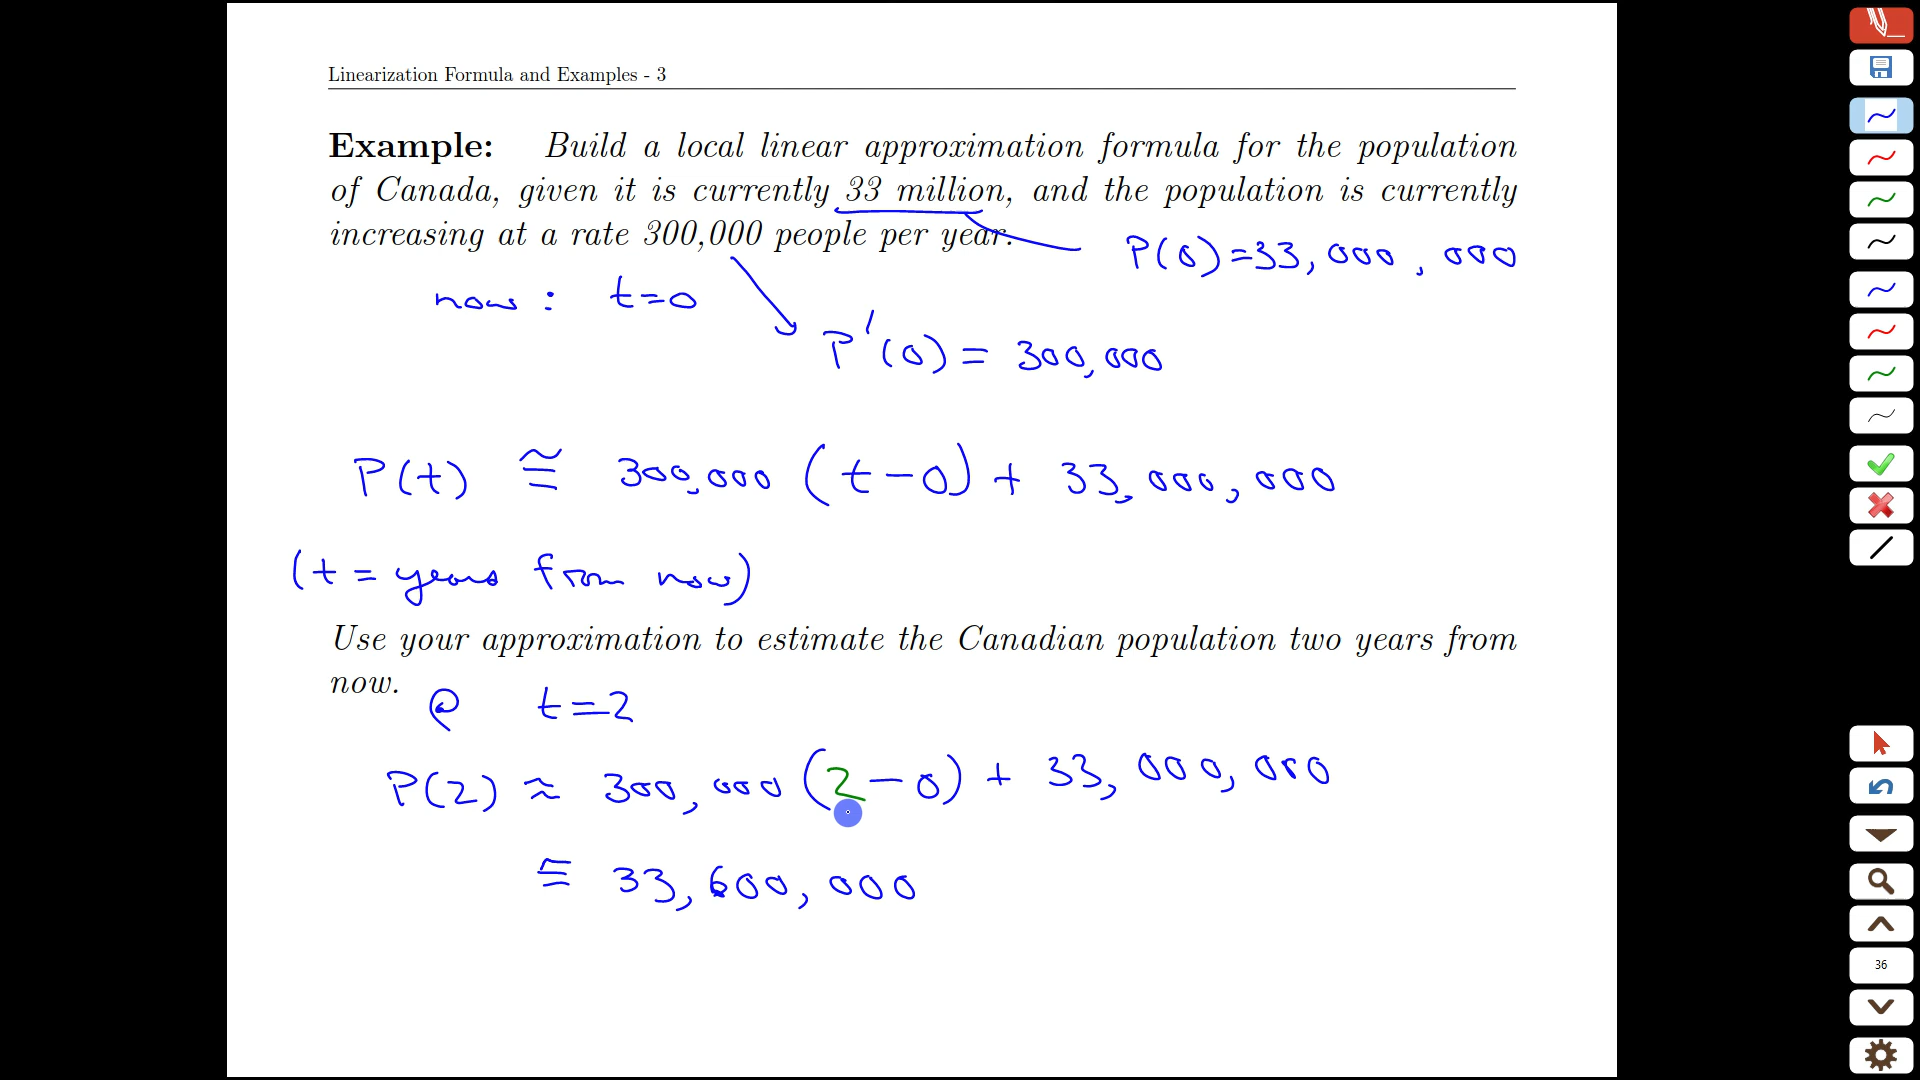 Linearization Formula and Examples - 3
Example: Build a local linear approximation formula for the population
of Canada, given it is currently 33 million, and the population is currently
increasing at a rate 300,000 people per year.
P(0)=33,000,000
now: t=0
P'(0) = 300,000
P(t) ≅ 300,000 (t-0) + 33,000,000
(t = years from now)
Use your approximation to estimate the Canadian population two years from
now.
@ t=2
P(2) ≈ 300,000 (2-0) + 33,000,000
≅ 33,600,000
36